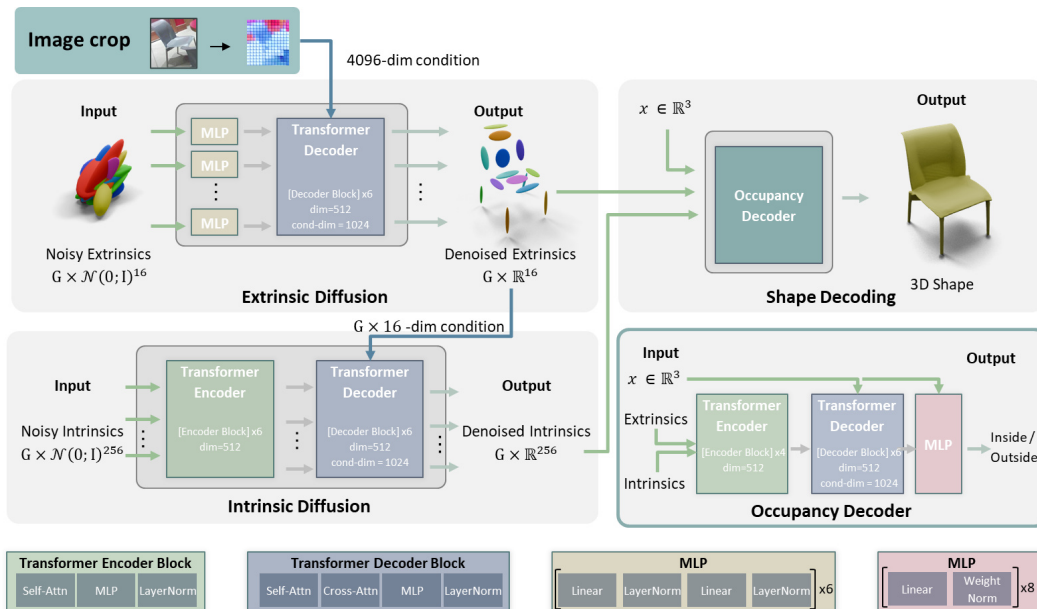 Image crop
4096-dim condition
Input
MLP
MLP
⋮
MLP
Transformer
Decoder
[Decoder Block] x6
dim=512
cond-dim = 1024
⋮
Output
Noisy Extrinsics
G × 𝒩(0; I)^16
Denoised Extrinsics
G × ℝ^16
Extrinsic Diffusion
x ∈ ℝ^3
Occupancy
Decoder
Output
3D Shape
Shape Decoding
G × 16 -dim condition
Input
Noisy Intrinsics
G × 𝒩(0; I)^256
⋮
Transformer
Encoder
[Encoder Block] x6
dim=512
⋮
Transformer
Decoder
[Decoder Block] x6
dim=512
cond-dim = 1024
⋮
Output
Denoised Intrinsics
G × ℝ^256
Intrinsic Diffusion
Input
x ∈ ℝ^3
Extrinsics
Intrinsics
Transformer
Encoder
[Encoder Block] x4
dim=512
Transformer
Decoder
[Decoder Block] x6
dim=512
cond-dim = 1024
MLP
Output
Inside /
Outside
Occupancy Decoder
Transformer Encoder Block
Self-Attn MLP LayerNorm
Transformer Decoder Block
Self-Attn Cross-Attn MLP LayerNorm
MLP
Linear LayerNorm Linear LayerNorm x6
MLP
Linear Weight Norm x8